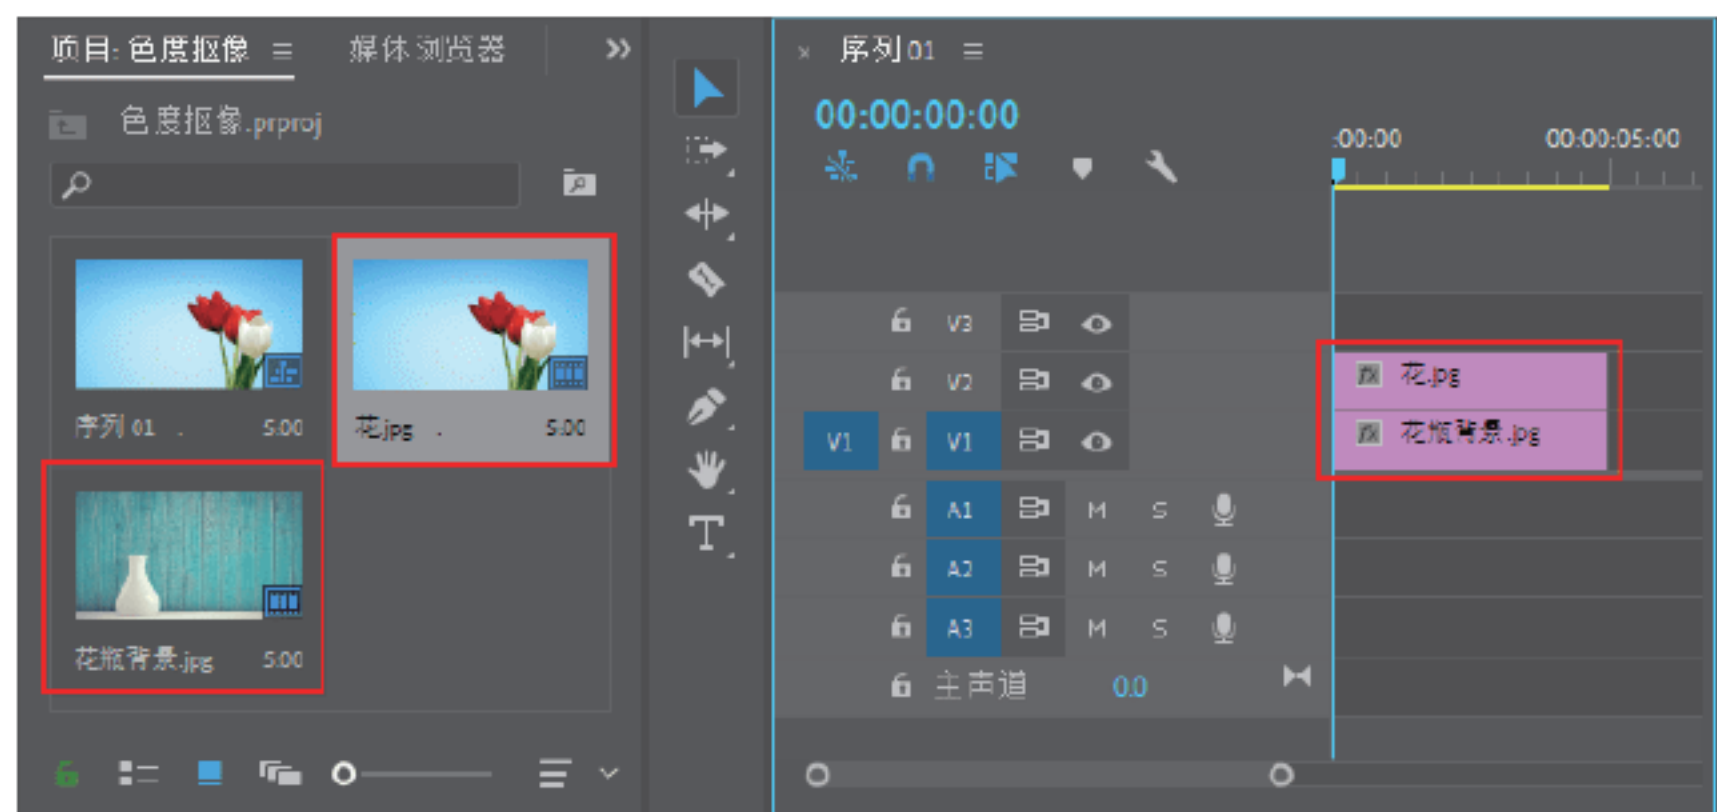 项目: 色度抠像
媒体浏览器
色度抠像.prproj
序列 01
5:00
花.jpg
5:00
花瓶背景.jpg
5:00
T
× 序列 01
00:00:00:00
:00:00
00:00:05:00
V3
V2
V1 V1
A1 M S
A2 M S
A3 M S
主声道 0.0
fx 花.jpg
fx 花瓶背景.jpg